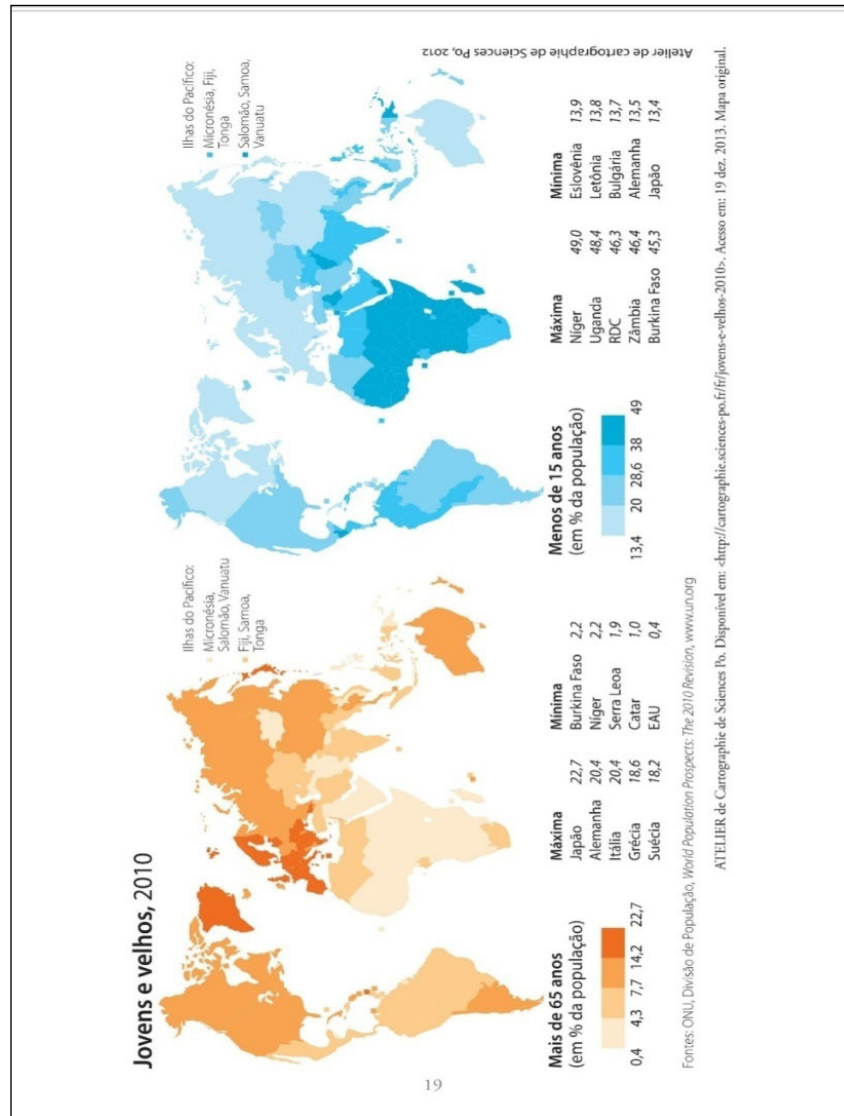 Jovens e velhos, 2010
Ilhas do Pacífico:
Micronésia,
Salomão, Vanuatu
Fiji, Samoa,
Tonga
Mais de 65 anos
(em % da população)
0,4 4,3 7,7 14,2 22,7
Máxima
Japão 22,7
Alemanha 20,4
Itália 20,4
Grécia 18,6
Suécia 18,2
Mínima
Burkina Faso 2,2
Níger 2,2
Serra Leoa 1,9
Catar 1,0
EAU 0,4
Ilhas do Pacífico:
Micronésia, Fiji,
Tonga
Salomão, Samoa,
Vanuatu
Menos de 15 anos
(em % da população)
13,4 20 28,6 38 49
Máxima
Níger 49,0
Uganda 48,4
RDC 46,3
Zâmbia 46,4
Burkina Faso 45,3
Mínima
Eslovênia 13,9
Letônia 13,8
Bulgária 13,7
Alemanha 13,5
Japão 13,4
Atelier de cartographie de Sciences Po, 2012
Fontes: ONU, Divisão de População, World Population Prospects: The 2010 Revision, www.un.org
ATELIER de Cartographie de Sciences Po. Disponível em: <http://cartographie.sciences-po.fr/fr/jovens-e-velhos-2010>. Acesso em: 19 dez. 2013. Mapa original.
19